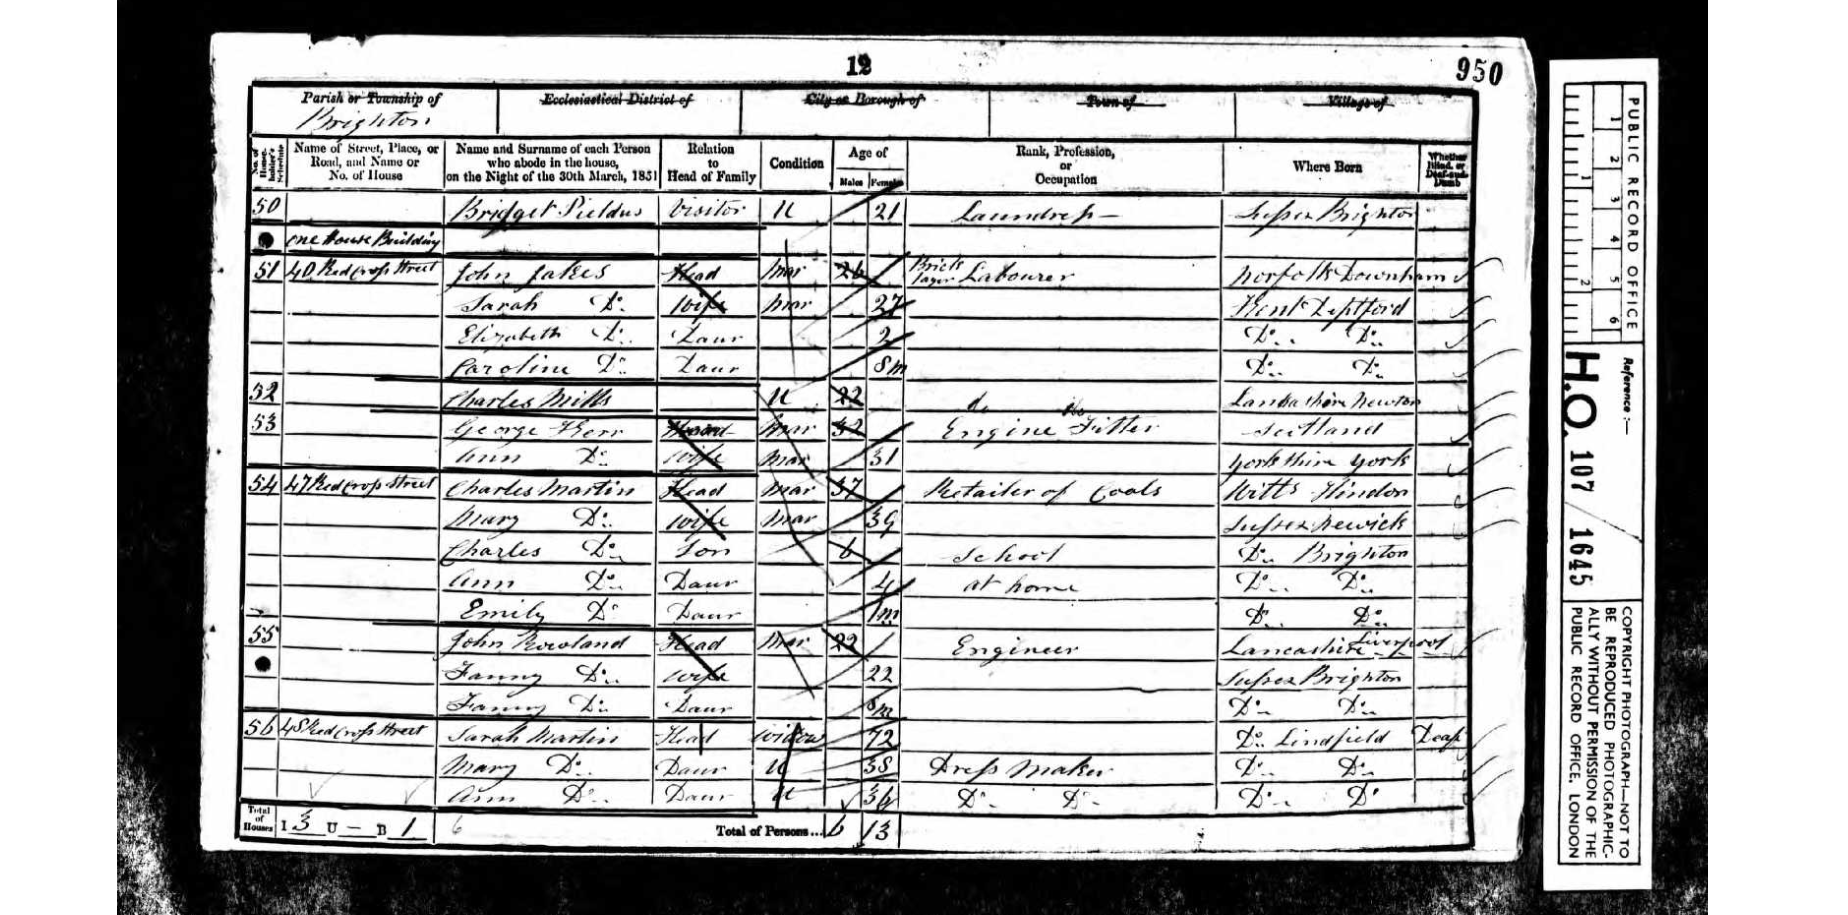 12
950
Parish or Township of
Brighton
Ecclesiastical District of
City or Borough of
Town of
Village of
No. of House-holder's Schedule
Name of Street, Place, or Road, and Name or No. of House
Name and Surname of each Person who abode in the house, on the Night of the 30th March, 1851
Relation to Head of Family
Condition
Age of
Males Females
Rank, Profession, or Occupation
Where Born
Whether Blind, or Deaf-and-Dumb
50 Bridget Visitor U 21 Laundress Sussex Brighton
One House Building
51 40 Red Cross Street John Jakes Head Mar 26 Brick layer Labourer Norfolk Downham
Sarah Do. Wife Mar 27 Kent Deptford
Elizabeth Do. Daur 2 Do. Do.
Caroline Do. Daur 8m Do. Do.
52 Charles Mills U 22 do do Lancashire Newton
53 George Kerr Head Mar 32 Engine Fitter Scotland
Ann Do. Wife Mar 31 Yorkshire York
54 47 Red Cross Street Charles Martin Head Mar 37 Retailer of Coals Wilts Hindon
Mary Do. Wife Mar 39 Sussex Newick
Charles Do. Son 6 School Do. Brighton
Ann Do. Daur 4 at home Do. Do.
Emily Do. Daur 1m Do. Do.
55 John Rowland Head Mar 22 Engineer Lancashire Liverpool
Fanny Do. Wife 22 Sussex Brighton
Fanny Do. Daur m Do. Do.
56 48 Red Cross Street Sarah Martin Head Widow 72 Do. Lindfield Deaf
Mary Do. Daur U 38 Dress Maker Do. Do.
Ann Do. Daur U 36 Do. Do. Do. Do.
Total of Houses I 3 U — B 1 6 Total of Persons... 6 13
PUBLIC RECORD OFFICE
1 2 3 4 5 6
1 2
Reference:—
H.O. 107 / 1645
COPYRIGHT PHOTOGRAPH—NOT TO
BE REPRODUCED PHOTOGRAPHIC-
ALLY WITHOUT PERMISSION OF THE
PUBLIC RECORD OFFICE, LONDON